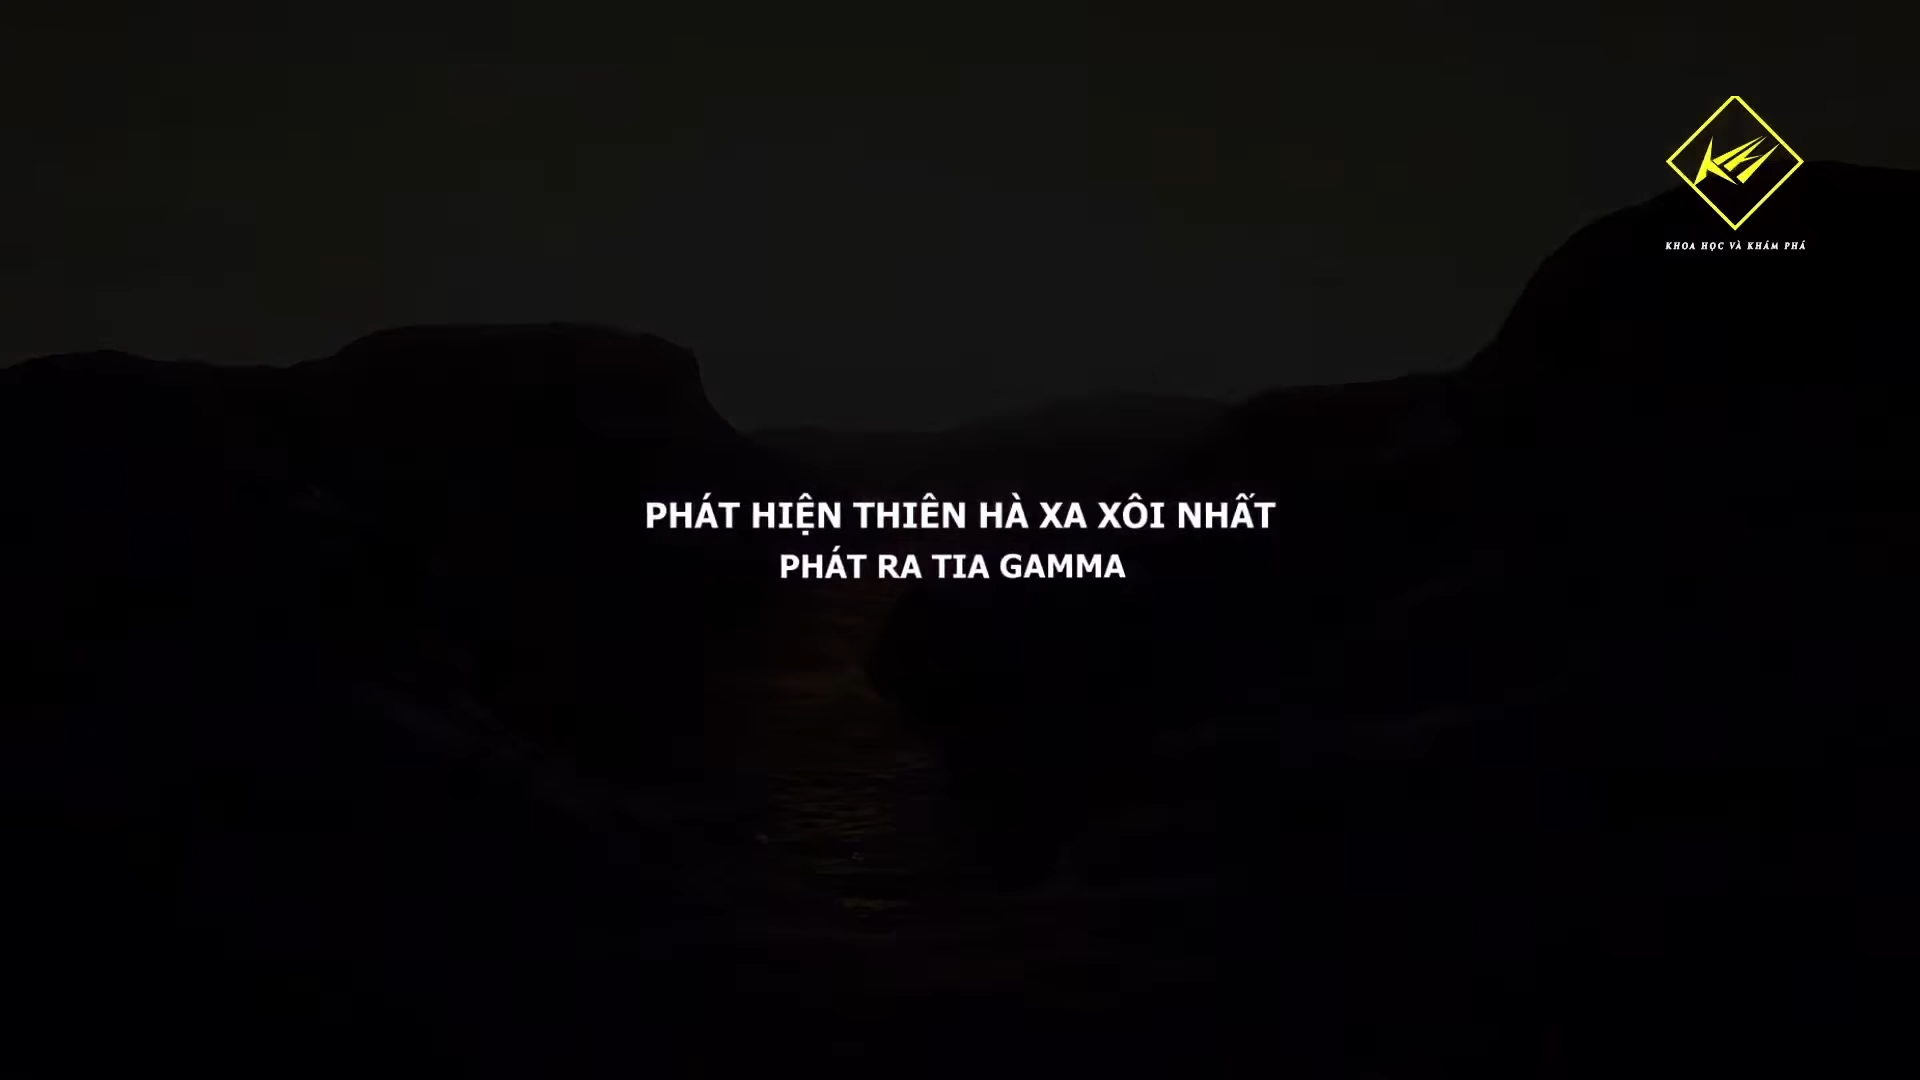 KHOA HỌC VÀ KHÁM PHÁ
PHÁT HIỆN THIÊN HÀ XA XÔI NHẤT
PHÁT RA TIA GAMMA